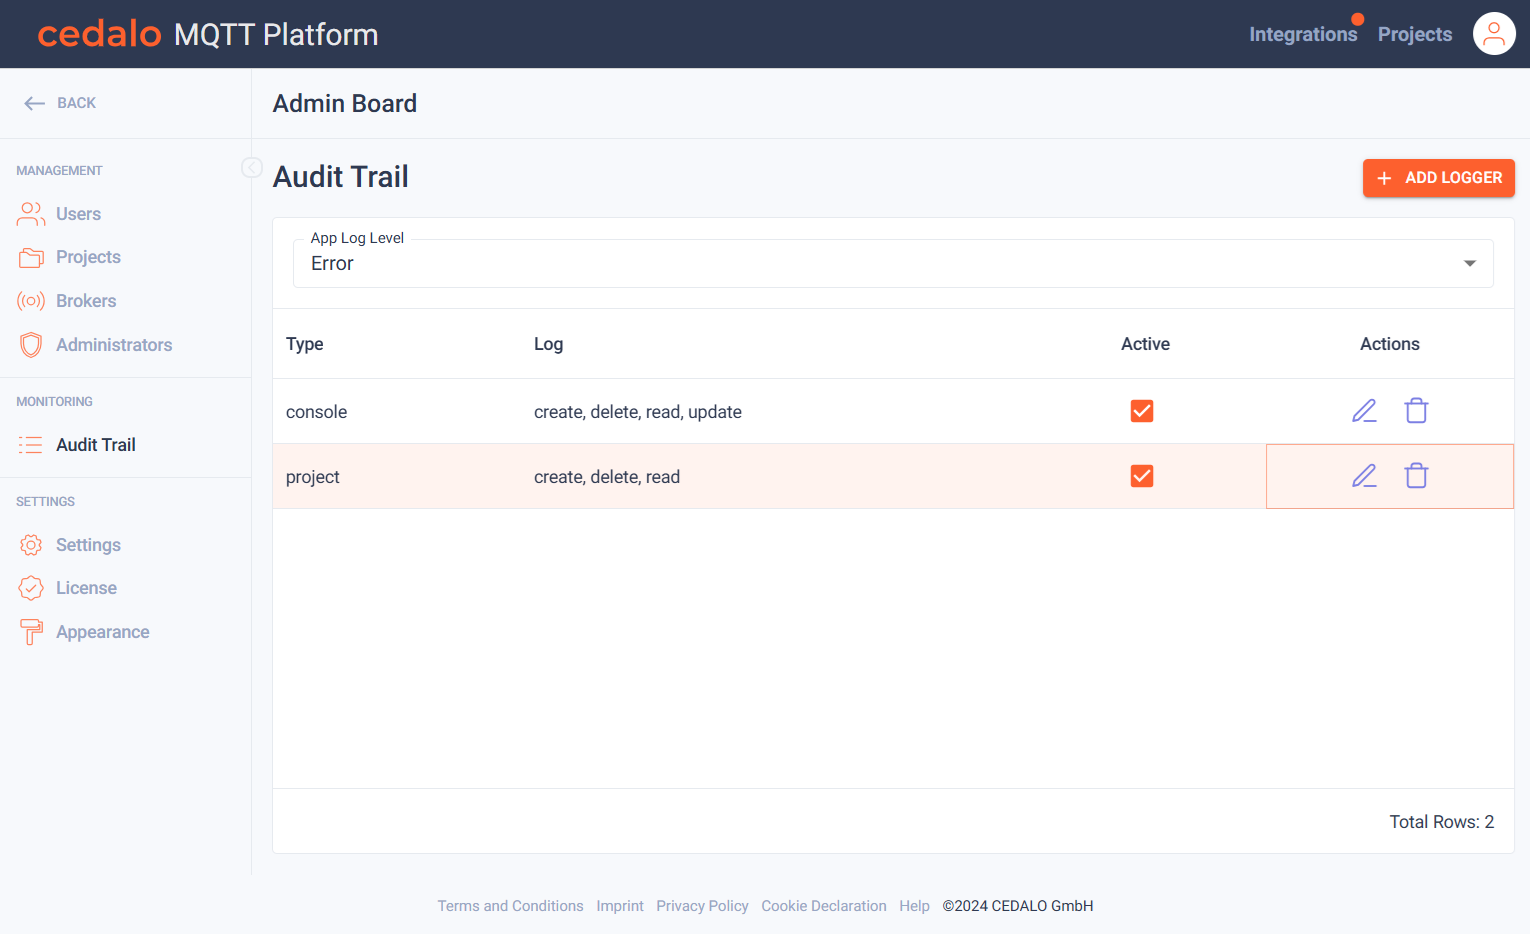 cedalo MQTT Platform
Integrations Projects
BACK
Admin Board
MANAGEMENT
Users
Projects
Brokers
Administrators
MONITORING
Audit Trail
SETTINGS
Settings
License
Appearance
Audit Trail
ADD LOGGER
App Log Level
Error
Type Log Active Actions
console create, delete, read, update
project create, delete, read
Total Rows: 2
Terms and Conditions Imprint Privacy Policy Cookie Declaration Help ©2024 CEDALO GmbH